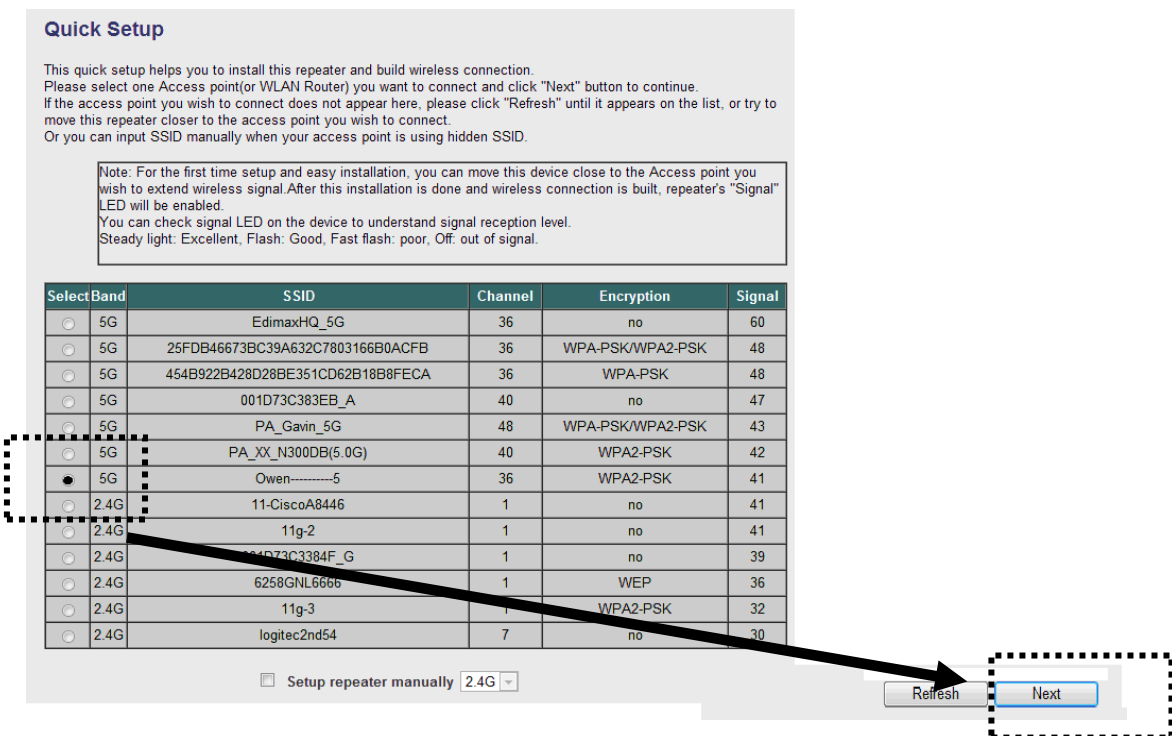 Quick Setup
This quick setup helps you to install this repeater and build wireless connection.
Please select one Access point(or WLAN Router) you want to connect and click "Next" button to continue.
If the access point you wish to connect does not appear here, please click "Refresh" until it appears on the list, or try to
move this repeater closer to the access point you wish to connect.
Or you can input SSID manually when your access point is using hidden SSID.
Note: For the first time setup and easy installation, you can move this device close to the Access point you
wish to extend wireless signal.After this installation is done and wireless connection is built, repeater's "Signal"
LED will be enabled.
You can check signal LED on the device to understand signal reception level.
Steady light: Excellent, Flash: Good, Fast flash: poor, Off: out of signal.
Select Band SSID Channel Encryption Signal
5G EdimaxHQ_5G 36 no 60
5G 25FDB46673BC39A632C7803166B0ACFB 36 WPA-PSK/WPA2-PSK 48
5G 454B922B428D28BE351CD62B18B8FECA 36 WPA-PSK 48
5G 001D73C383EB_A 40 no 47
5G PA_Gavin_5G 48 WPA-PSK/WPA2-PSK 43
5G PA_XX_N300DB(5.0G) 40 WPA2-PSK 42
5G Owen----------5 36 WPA2-PSK 41
2.4G 11-CiscoA8446 1 no 41
2.4G 11g-2 1 no 41
2.4G 1 no 39
2.4G 6258GNL6666 1 WEP 36
2.4G 11g-3 1 WPA2-PSK 32
2.4G logitec2nd54 7 no 30
Setup repeater manually 2.4G
Refresh Next